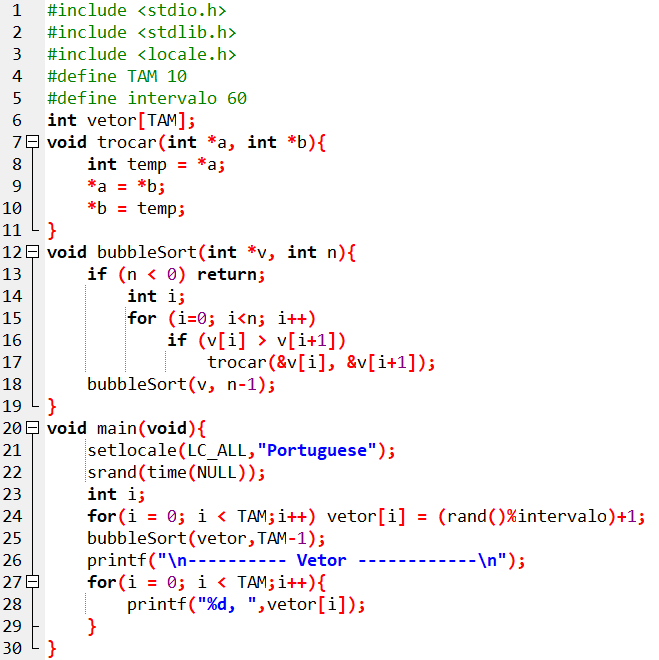 1 #include <stdio.h>
2 #include <stdlib.h>
3 #include <locale.h>
4 #define TAM 10
5 #define intervalo 60
6 int vetor[TAM];
7 void trocar(int *a, int *b){
8 int temp = *a;
9 *a = *b;
10 *b = temp;
11 }
12 void bubbleSort(int *v, int n){
13 if (n < 0) return;
14 int i;
15 for (i=0; i<n; i++)
16 if (v[i] > v[i+1])
17 trocar(&v[i], &v[i+1]);
18 bubbleSort(v, n-1);
19 }
20 void main(void){
21 setlocale(LC_ALL,"Portuguese");
22 srand(time(NULL));
23 int i;
24 for(i = 0; i < TAM;i++) vetor[i] = (rand()%intervalo)+1;
25 bubbleSort(vetor,TAM-1);
26 printf("\n---------- Vetor ------------\n");
27 for(i = 0; i < TAM;i++){
28 printf("%d, ",vetor[i]);
29 }
30 }